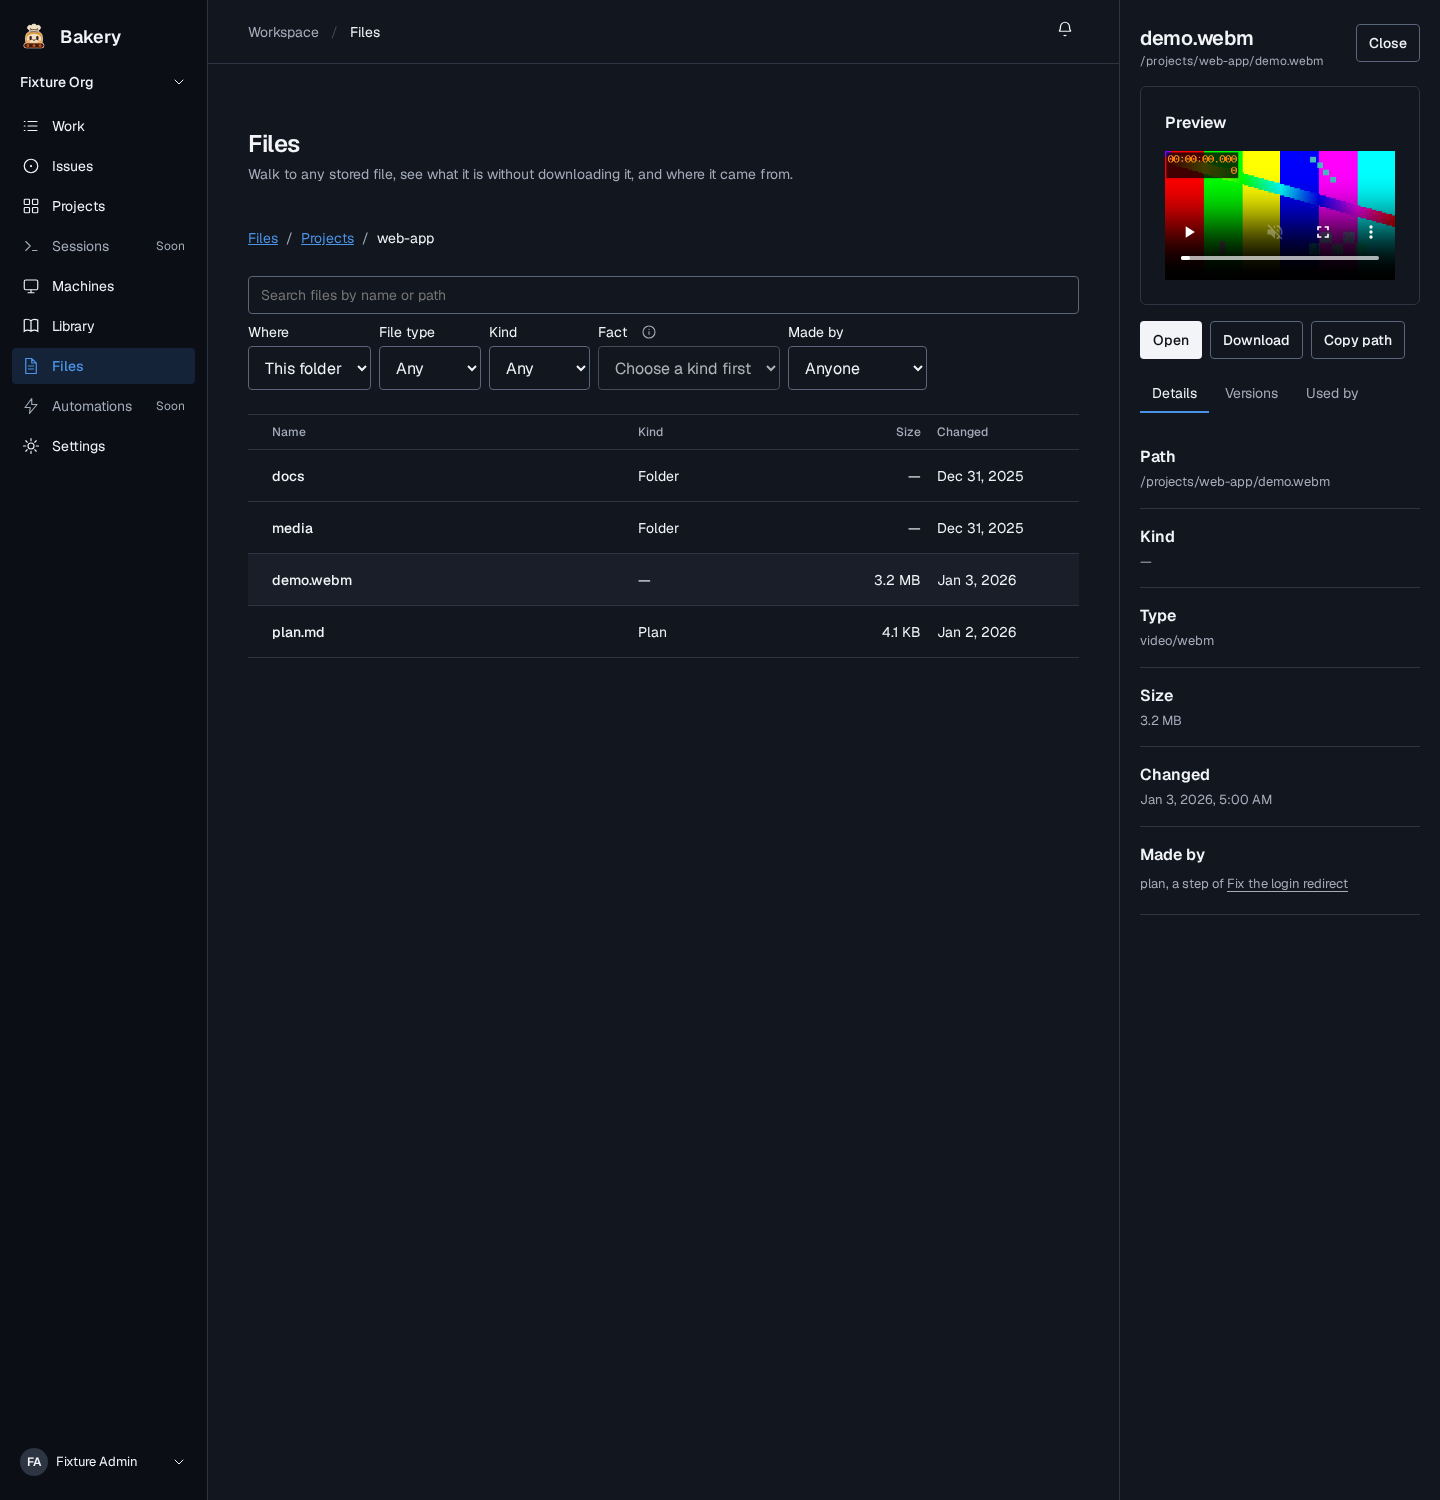 Bakery
Fixture Org
Work
Issues
Projects
Sessions Soon
Machines
Library
Files
Automations Soon
Settings
FA Fixture Admin
Workspace / Files
Files
Walk to any stored file, see what it is without downloading it, and where it came from.
Files / Projects / web-app
Search files by name or path
Where File type Kind Fact Made by
This folder Any Any Choose a kind first Anyone
Name Kind Size Changed
docs Folder — Dec 31, 2025
media Folder — Dec 31, 2025
demo.webm — 3.2 MB Jan 3, 2026
plan.md Plan 4.1 KB Jan 2, 2026
demo.webm
/projects/web-app/demo.webm
Close
Preview
00:00:00.000
0
Open Download Copy path
Details Versions Used by
Path
/projects/web-app/demo.webm
Kind
—
Type
video/webm
Size
3.2 MB
Changed
Jan 3, 2026, 5:00 AM
Made by
plan, a step of Fix the login redirect